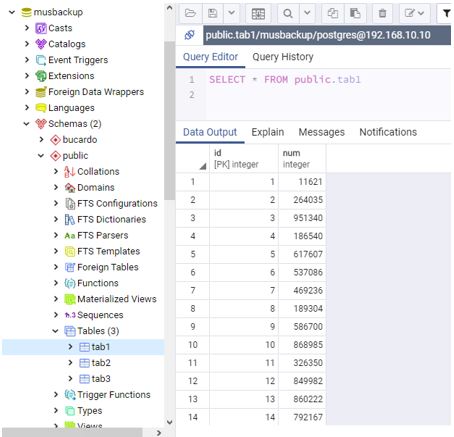 musbackup
Casts
Catalogs
Event Triggers
Extensions
Foreign Data Wrappers
Languages
Schemas (2)
bucardo
public
Collations
Domains
FTS Configurations
FTS Dictionaries
Aa FTS Parsers
FTS Templates
Foreign Tables
Functions
Materialized Views
1..3 Sequences
Tables (3)
tab1
tab2
tab3
Trigger Functions
Types
Views
public.tab1/musbackup/postgres@192.168.10.10
Query Editor Query History
1 SELECT * FROM public.tab1
2
Data Output Explain Messages Notifications
id num
[PK] integer integer
1 1 11621
2 2 264035
3 3 951340
4 4 186540
5 5 617607
6 6 537086
7 7 469236
8 8 189304
9 9 586700
10 10 868985
11 11 326350
12 12 849982
13 13 860222
14 14 792167